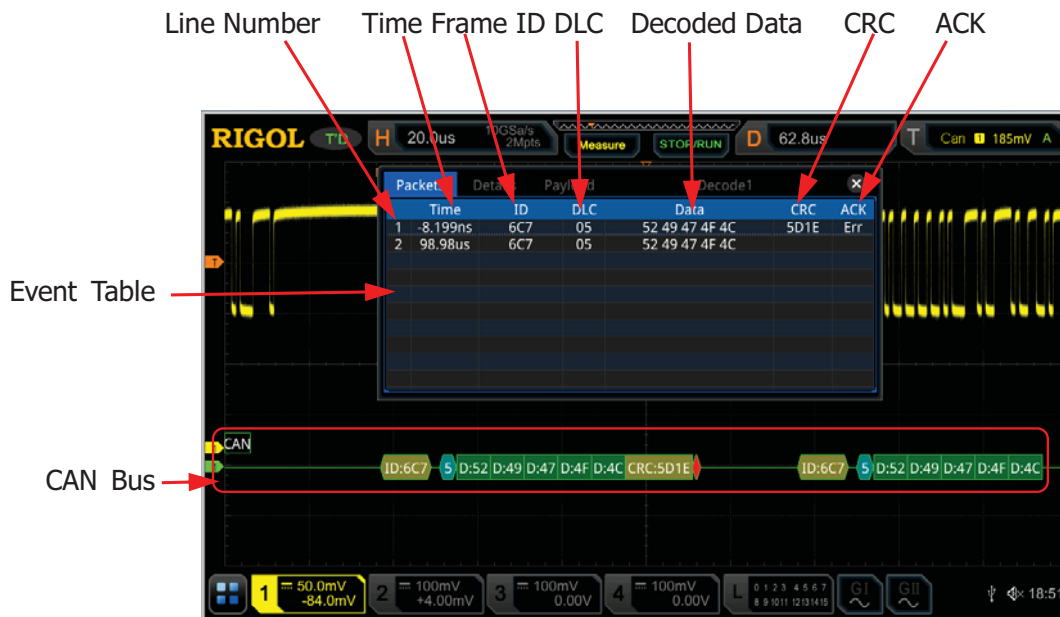 Line Number Time Frame ID DLC Decoded Data CRC ACK
RIGOL T'D H 20.0us 10GSa/s 2Mpts Measure STOP/RUN D 62.8us T Can 1 185mV A
Packets Details Payload Decode1
Time ID DLC Data CRC ACK
1 -8.199ns 6C7 05 52 49 47 4F 4C 5D1E Err
2 98.98us 6C7 05 52 49 47 4F 4C
T
Event Table
CAN
CAN Bus
ID:6C7 5 D:52 D:49 D:47 D:4F D:4C CRC:5D1E ID:6C7 5 D:52 D:49 D:47 D:4F D:4C
1 50.0mV -84.0mV 2 100mV +4.00mV 3 100mV 0.00V 4 100mV 0.00V L 0 1 2 3 4 5 6 7 8 9 10 11 12 13 14 15 GI GII 18:51